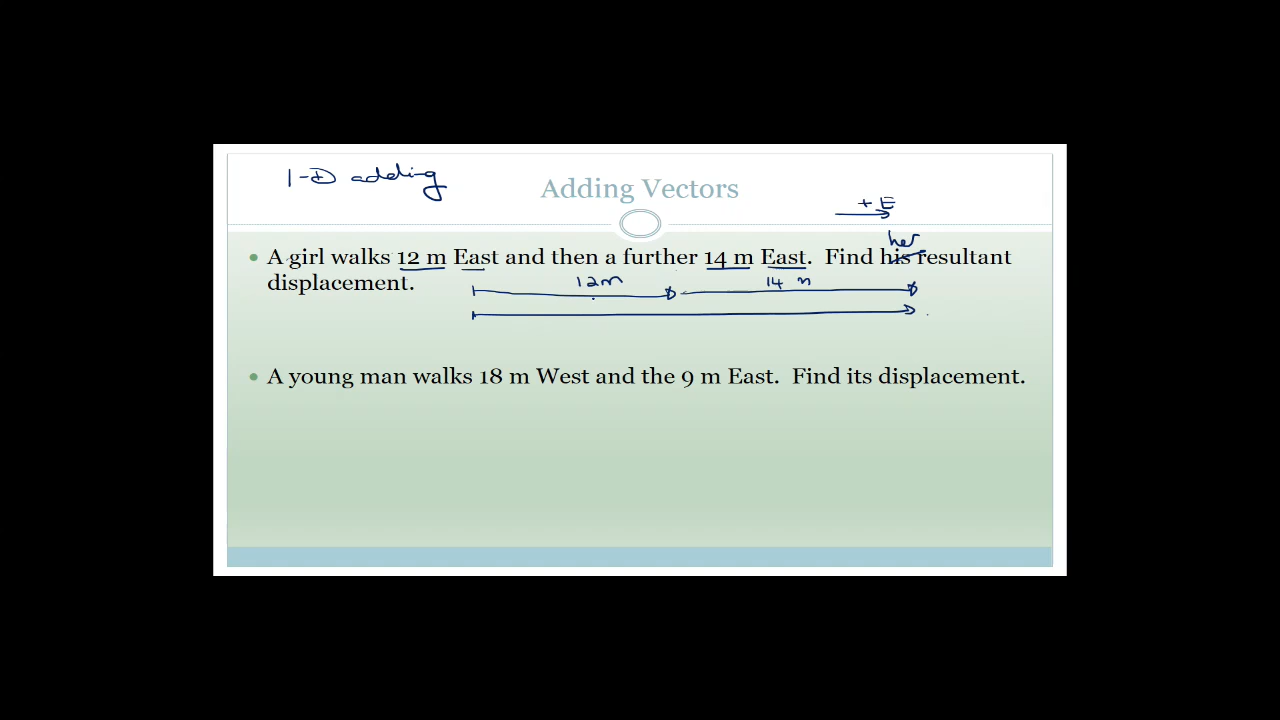 1-D adding
Adding Vectors
+ E
her
• A girl walks 12 m East and then a further 14 m East. Find his resultant
displacement.
12m
14 m
• A young man walks 18 m West and the 9 m East. Find its displacement.